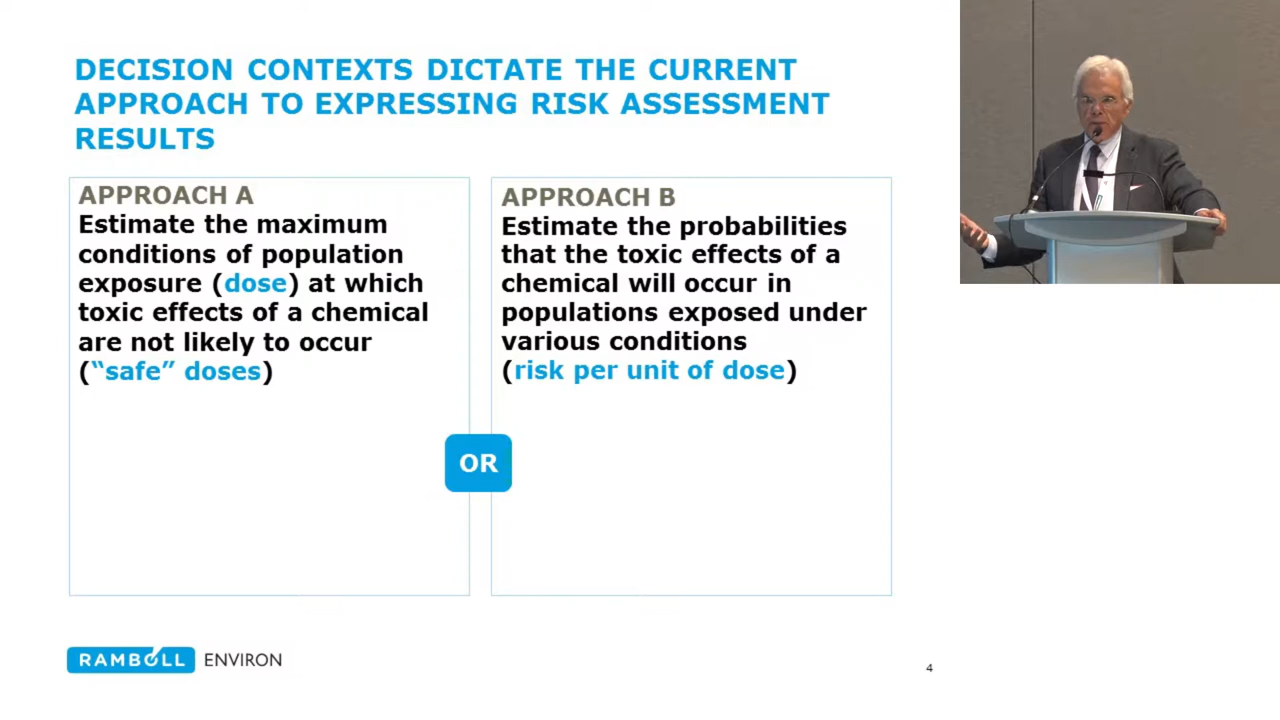 DECISION CONTEXTS DICTATE THE CURRENT
APPROACH TO EXPRESSING RISK ASSESSMENT
RESULTS
APPROACH A
Estimate the maximum
conditions of population
exposure (dose) at which
toxic effects of a chemical
are not likely to occur
(“safe” doses)
OR
APPROACH B
Estimate the probabilities
that the toxic effects of a
chemical will occur in
populations exposed under
various conditions
(risk per unit of dose)
RAMBOLL ENVIRON
4